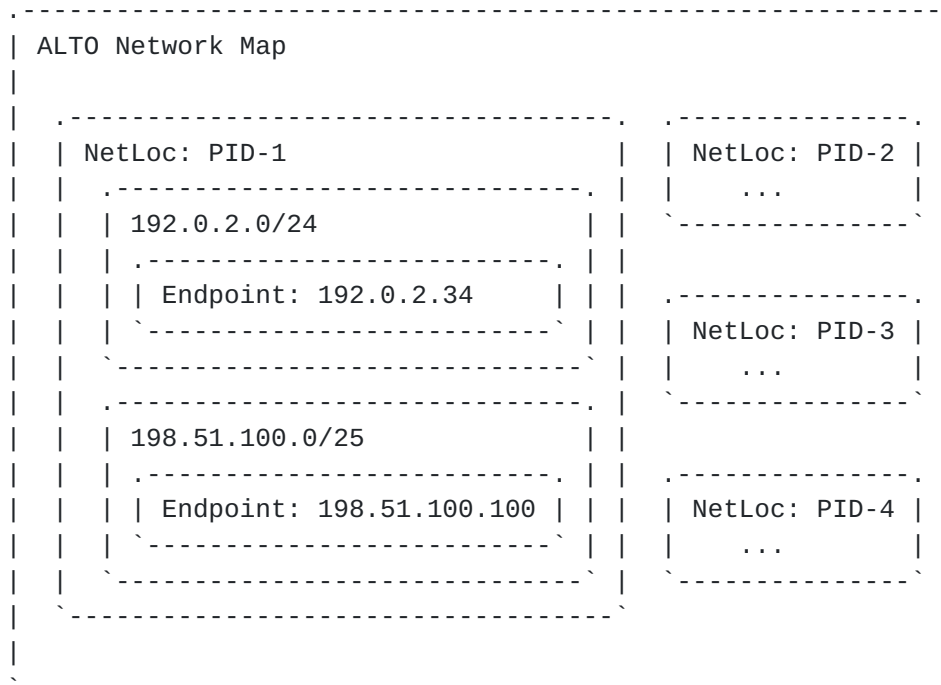 ALTO Network Map
NetLoc: PID-1 NetLoc: PID-2
192.0.2.0/24 ...
Endpoint: 192.0.2.34
NetLoc: PID-3
...
198.51.100.0/25
Endpoint: 198.51.100.100 NetLoc: PID-4
...